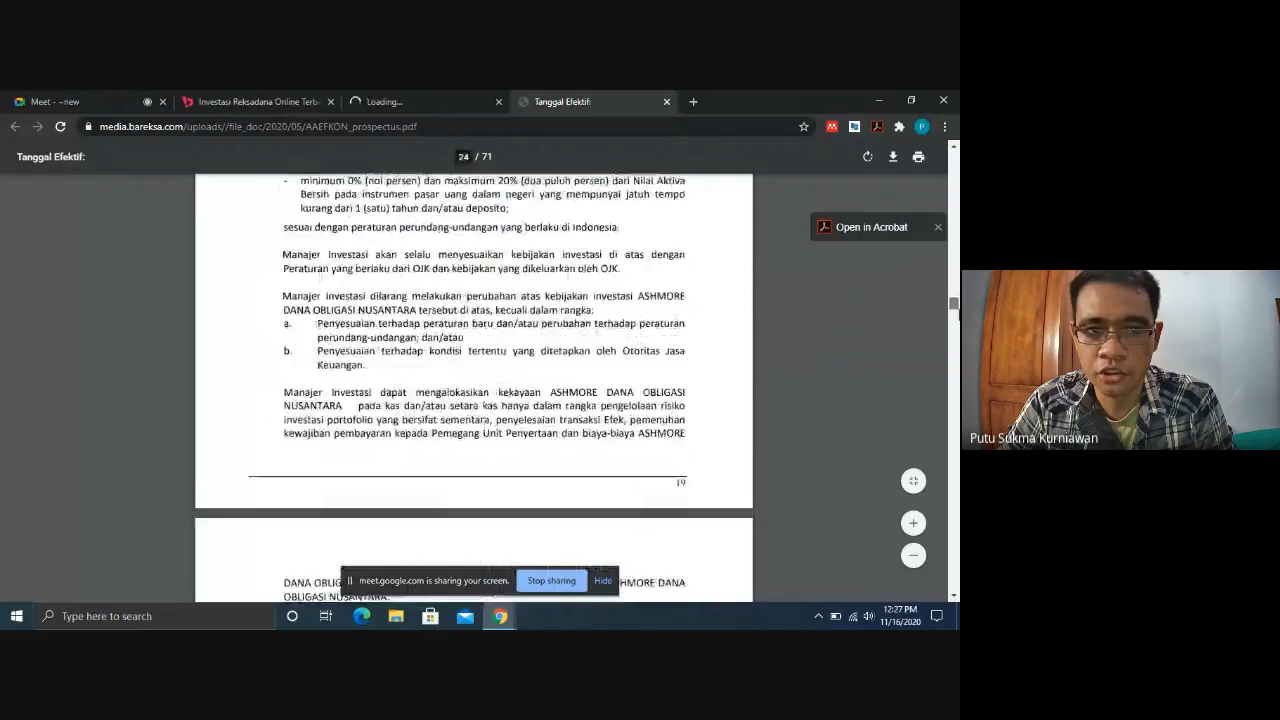 Meet - ~new
Investasi Reksadana Online Terb
Loading...
Tanggal Efektif:
media.bareksa.com/uploads//file_doc/2020/05/AAEFKON_prospectus.pdf
Tanggal Efektif:
24 / 71
- minimum 0% (nol persen) dan maksimum 20% (dua puluh persen) dari Nilai Aktiva
Bersih pada instrumen pasar uang dalam negeri yang mempunyai jatuh tempo
kurang dari 1 (satu) tahun dan/atau deposito;
sesuai dengan peraturan perundang-undangan yang berlaku di Indonesia.
Manajer Investasi akan selalu menyesuaikan kebijakan investasi di atas dengan
Peraturan yang berlaku dari OJK dan kebijakan yang dikeluarkan oleh OJK.
Manajer Investasi dilarang melakukan perubahan atas kebijakan investasi ASHMORE
DANA OBLIGASI NUSANTARA tersebut di atas, kecuali dalam rangka:
a. Penyesuaian terhadap peraturan baru dan/atau perubahan terhadap peraturan
perundang-undangan; dan/atau
b. Penyesuaian terhadap kondisi tertentu yang ditetapkan oleh Otoritas Jasa
Keuangan.
Manajer Investasi dapat mengalokasikan kekayaan ASHMORE DANA OBLIGASI
NUSANTARA pada kas dan/atau setara kas hanya dalam rangka pengelolaan risiko
investasi portofolio yang bersifat sementara, penyelesaian transaksi Efek, pemenuhan
kewajiban pembayaran kepada Pemegang Unit Penyertaan dan biaya-biaya ASHMORE
19
DANA OBLIG HMORE DANA
OBLIGASI NUSANTARA.
Open in Acrobat
meet.google.com is sharing your screen.
Stop sharing
Hide
Putu Sukma Kurniawan
Type here to search
12:27 PM
11/16/2020